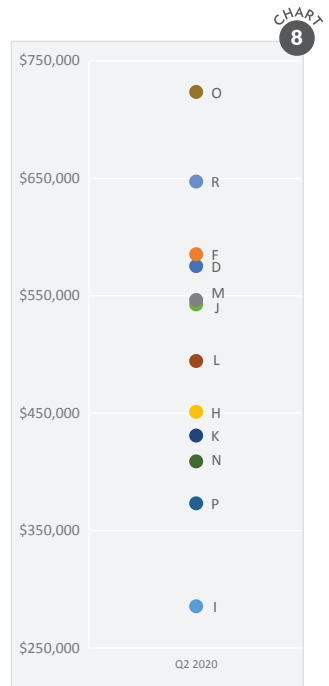 CHART
8
$750,000
O
R
$650,000
F
D
M
$550,000
J
L
H
$450,000
K
N
P
$350,000
I
$250,000
Q2 2020